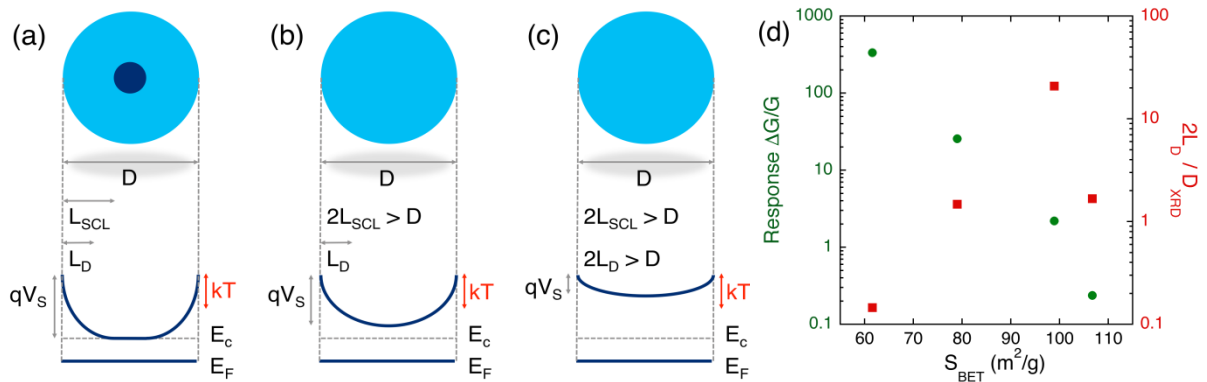 (a)
D
L_SCL
L_D
qV_S
kT
E_c
E_F
(b)
D
2L_SCL > D
L_D
qV_S
kT
E_c
E_F
(c)
D
2L_SCL > D
2L_D > D
qV_S
kT
E_c
E_F
(d)
Response ΔG/G
1000
100
10
1
0.1
60 70 80 90 100 110
S_BET (m²/g)
100
10
1
0.1
2L_D / D_XRD